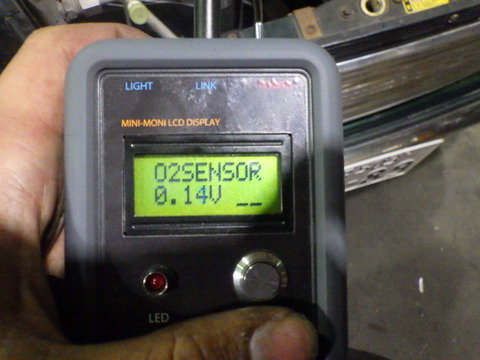 LIGHT LINK
MINI-MONI LCD DISPLAY
O2SENSOR
0.14V __
LED